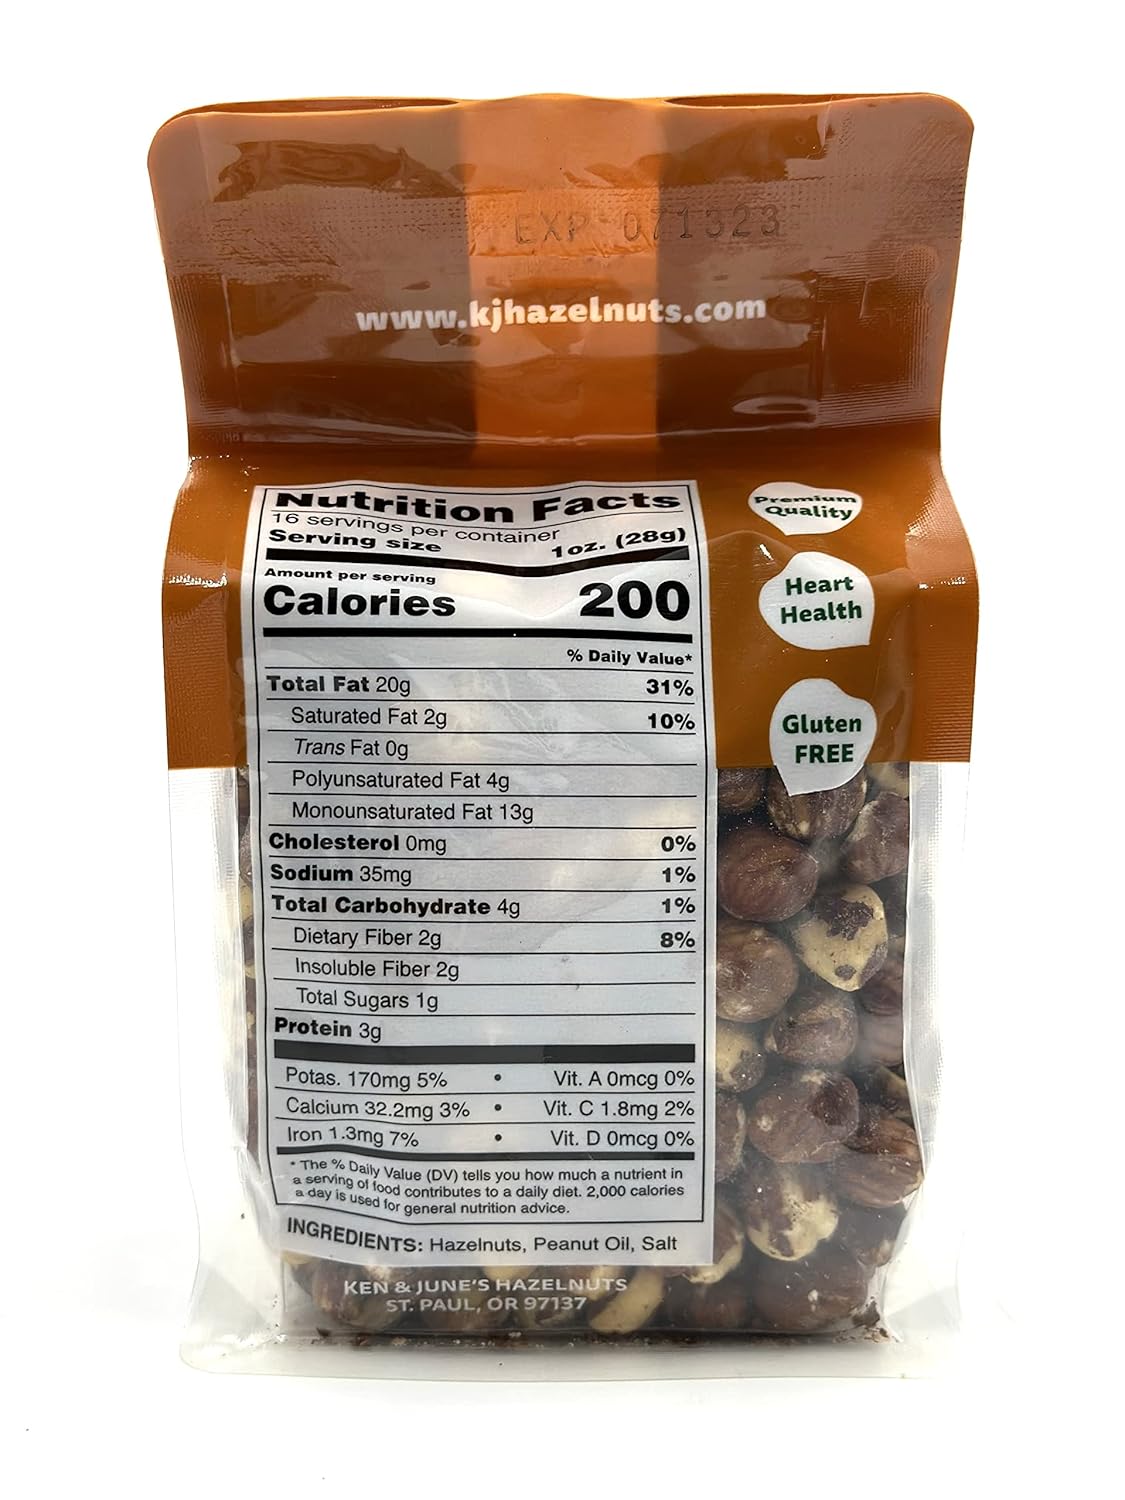 EXP 071323
www.kjhazelnuts.com
Nutrition Facts
16 servings per container
Serving size 1oz. (28g)
Amount per serving
Calories 200
% Daily Value*
Total Fat 20g 31%
Saturated Fat 2g 10%
Trans Fat 0g
Polyunsaturated Fat 4g
Monounsaturated Fat 13g
Cholesterol 0mg 0%
Sodium 35mg 1%
Total Carbohydrate 4g 1%
Dietary Fiber 2g 8%
Insoluble Fiber 2g
Total Sugars 1g
Protein 3g
Potas. 170mg 5% • Vit. A 0mcg 0%
Calcium 32.2mg 3% • Vit. C 1.8mg 2%
Iron 1.3mg 7% • Vit. D 0mcg 0%
* The % Daily Value (DV) tells you how much a nutrient in
a serving of food contributes to a daily diet. 2,000 calories
a day is used for general nutrition advice.
INGREDIENTS: Hazelnuts, Peanut Oil, Salt
KEN & JUNE'S HAZELNUTS
ST. PAUL, OR 97137
Premium
Quality
Heart
Health
Gluten
FREE